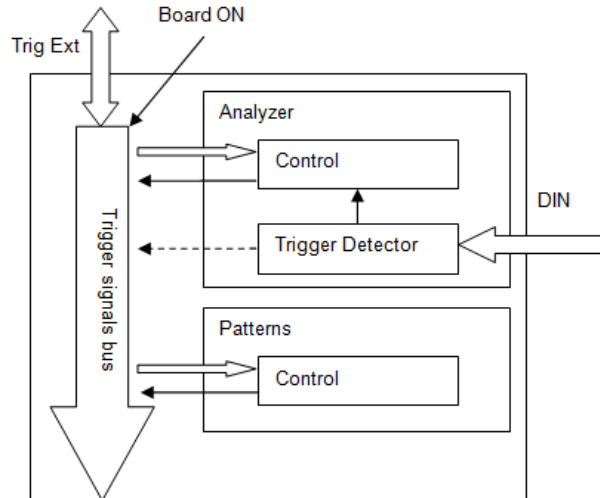 Board ON
Trig Ext
Analyzer
Control
DIN
Trigger Detector
Trigger signals bus
Patterns
Control